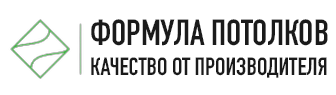 ФОРМУЛА ПОТОЛКОВ
КАЧЕСТВО ОТ ПРОИЗВОДИТЕЛЯ